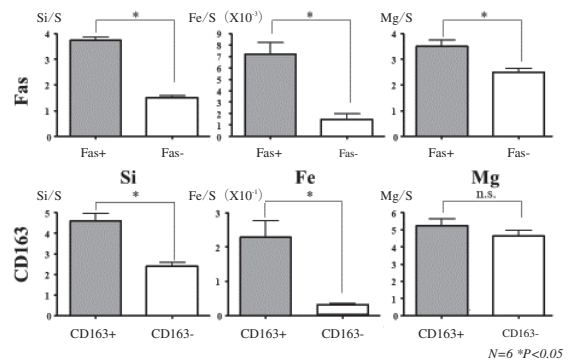 Si/S * Fe/S (X10⁻³) * Mg/S *
4 3 2 1 0
9 8 7 6 5 4 3 2 1 0
4 3 2 1 0
Fas
Fas+ Fas- Fas+ Fas- Fas+ Fas-
Si Fe Mg
Si/S * Fe/S (X10⁻¹) * Mg/S n.s.
5 4 3 2 1 0
3 2 1 0
6 5 4 3 2 1 0
CD163
CD163+ CD163- CD163+ CD163- CD163+ CD163-
N=6 *P<0.05